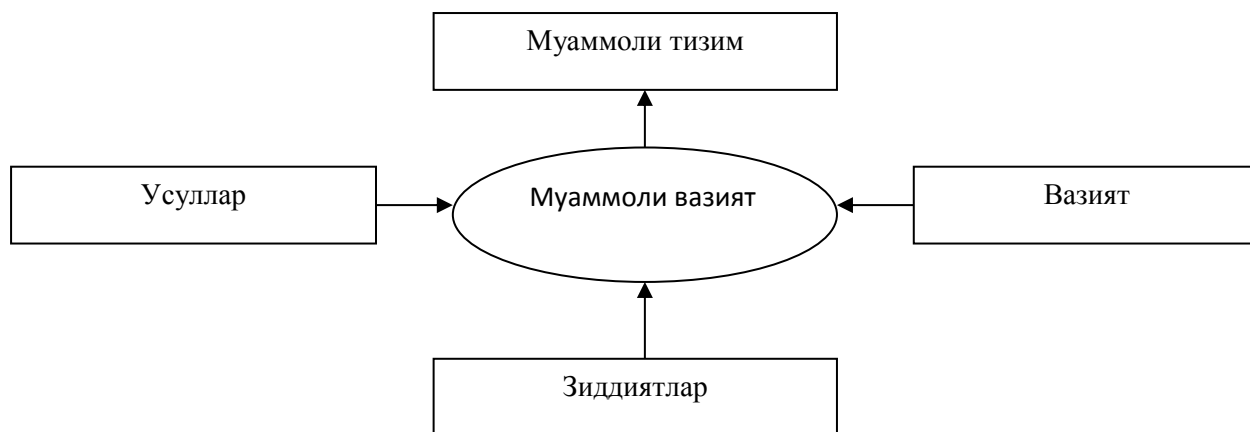 Муаммоли тизим
Усуллар
Муаммоли вазият
Вазият
Зиддиятлар